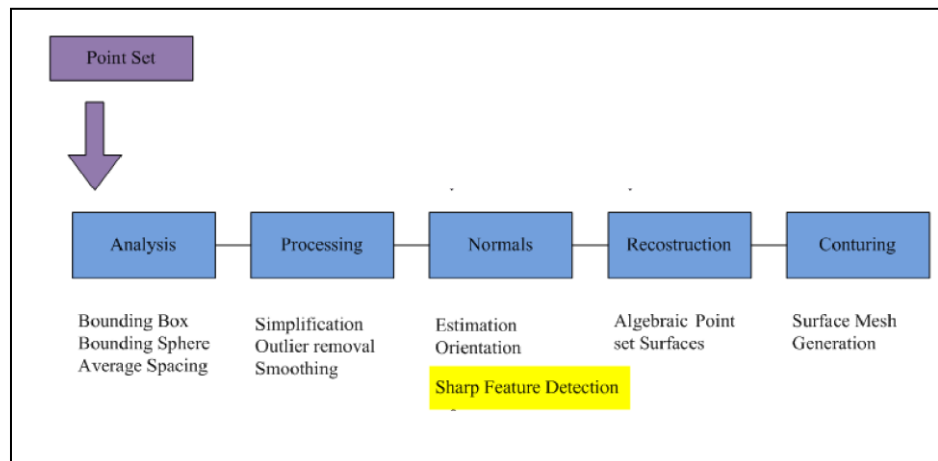 Point Set
Analysis
Processing
Normals
Recostruction
Conturing
Bounding Box
Bounding Sphere
Average Spacing
Simplification
Outlier removal
Smoothing
Estimation
Orientation
Sharp Feature Detection
Algebraic Point
set Surfaces
Surface Mesh
Generation